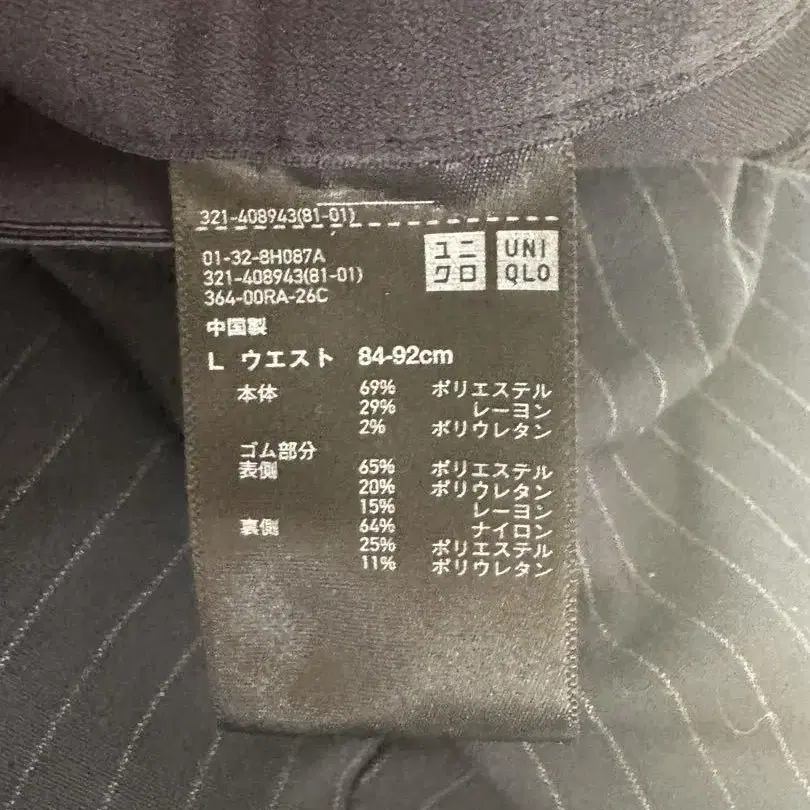 321-408943(81-01)
01-32-8H087A
321-408943(81-01)
364-00RA-26C
ユニクロ
UNIQLO
中国製
L ウエスト 84-92cm
本体 69% ポリエステル
29% レーヨン
2% ポリウレタン
ゴム部分
表側 65% ポリエステル
20% ポリウレタン
15% レーヨン
裏側 64% ナイロン
25% ポリエステル
11% ポリウレタン